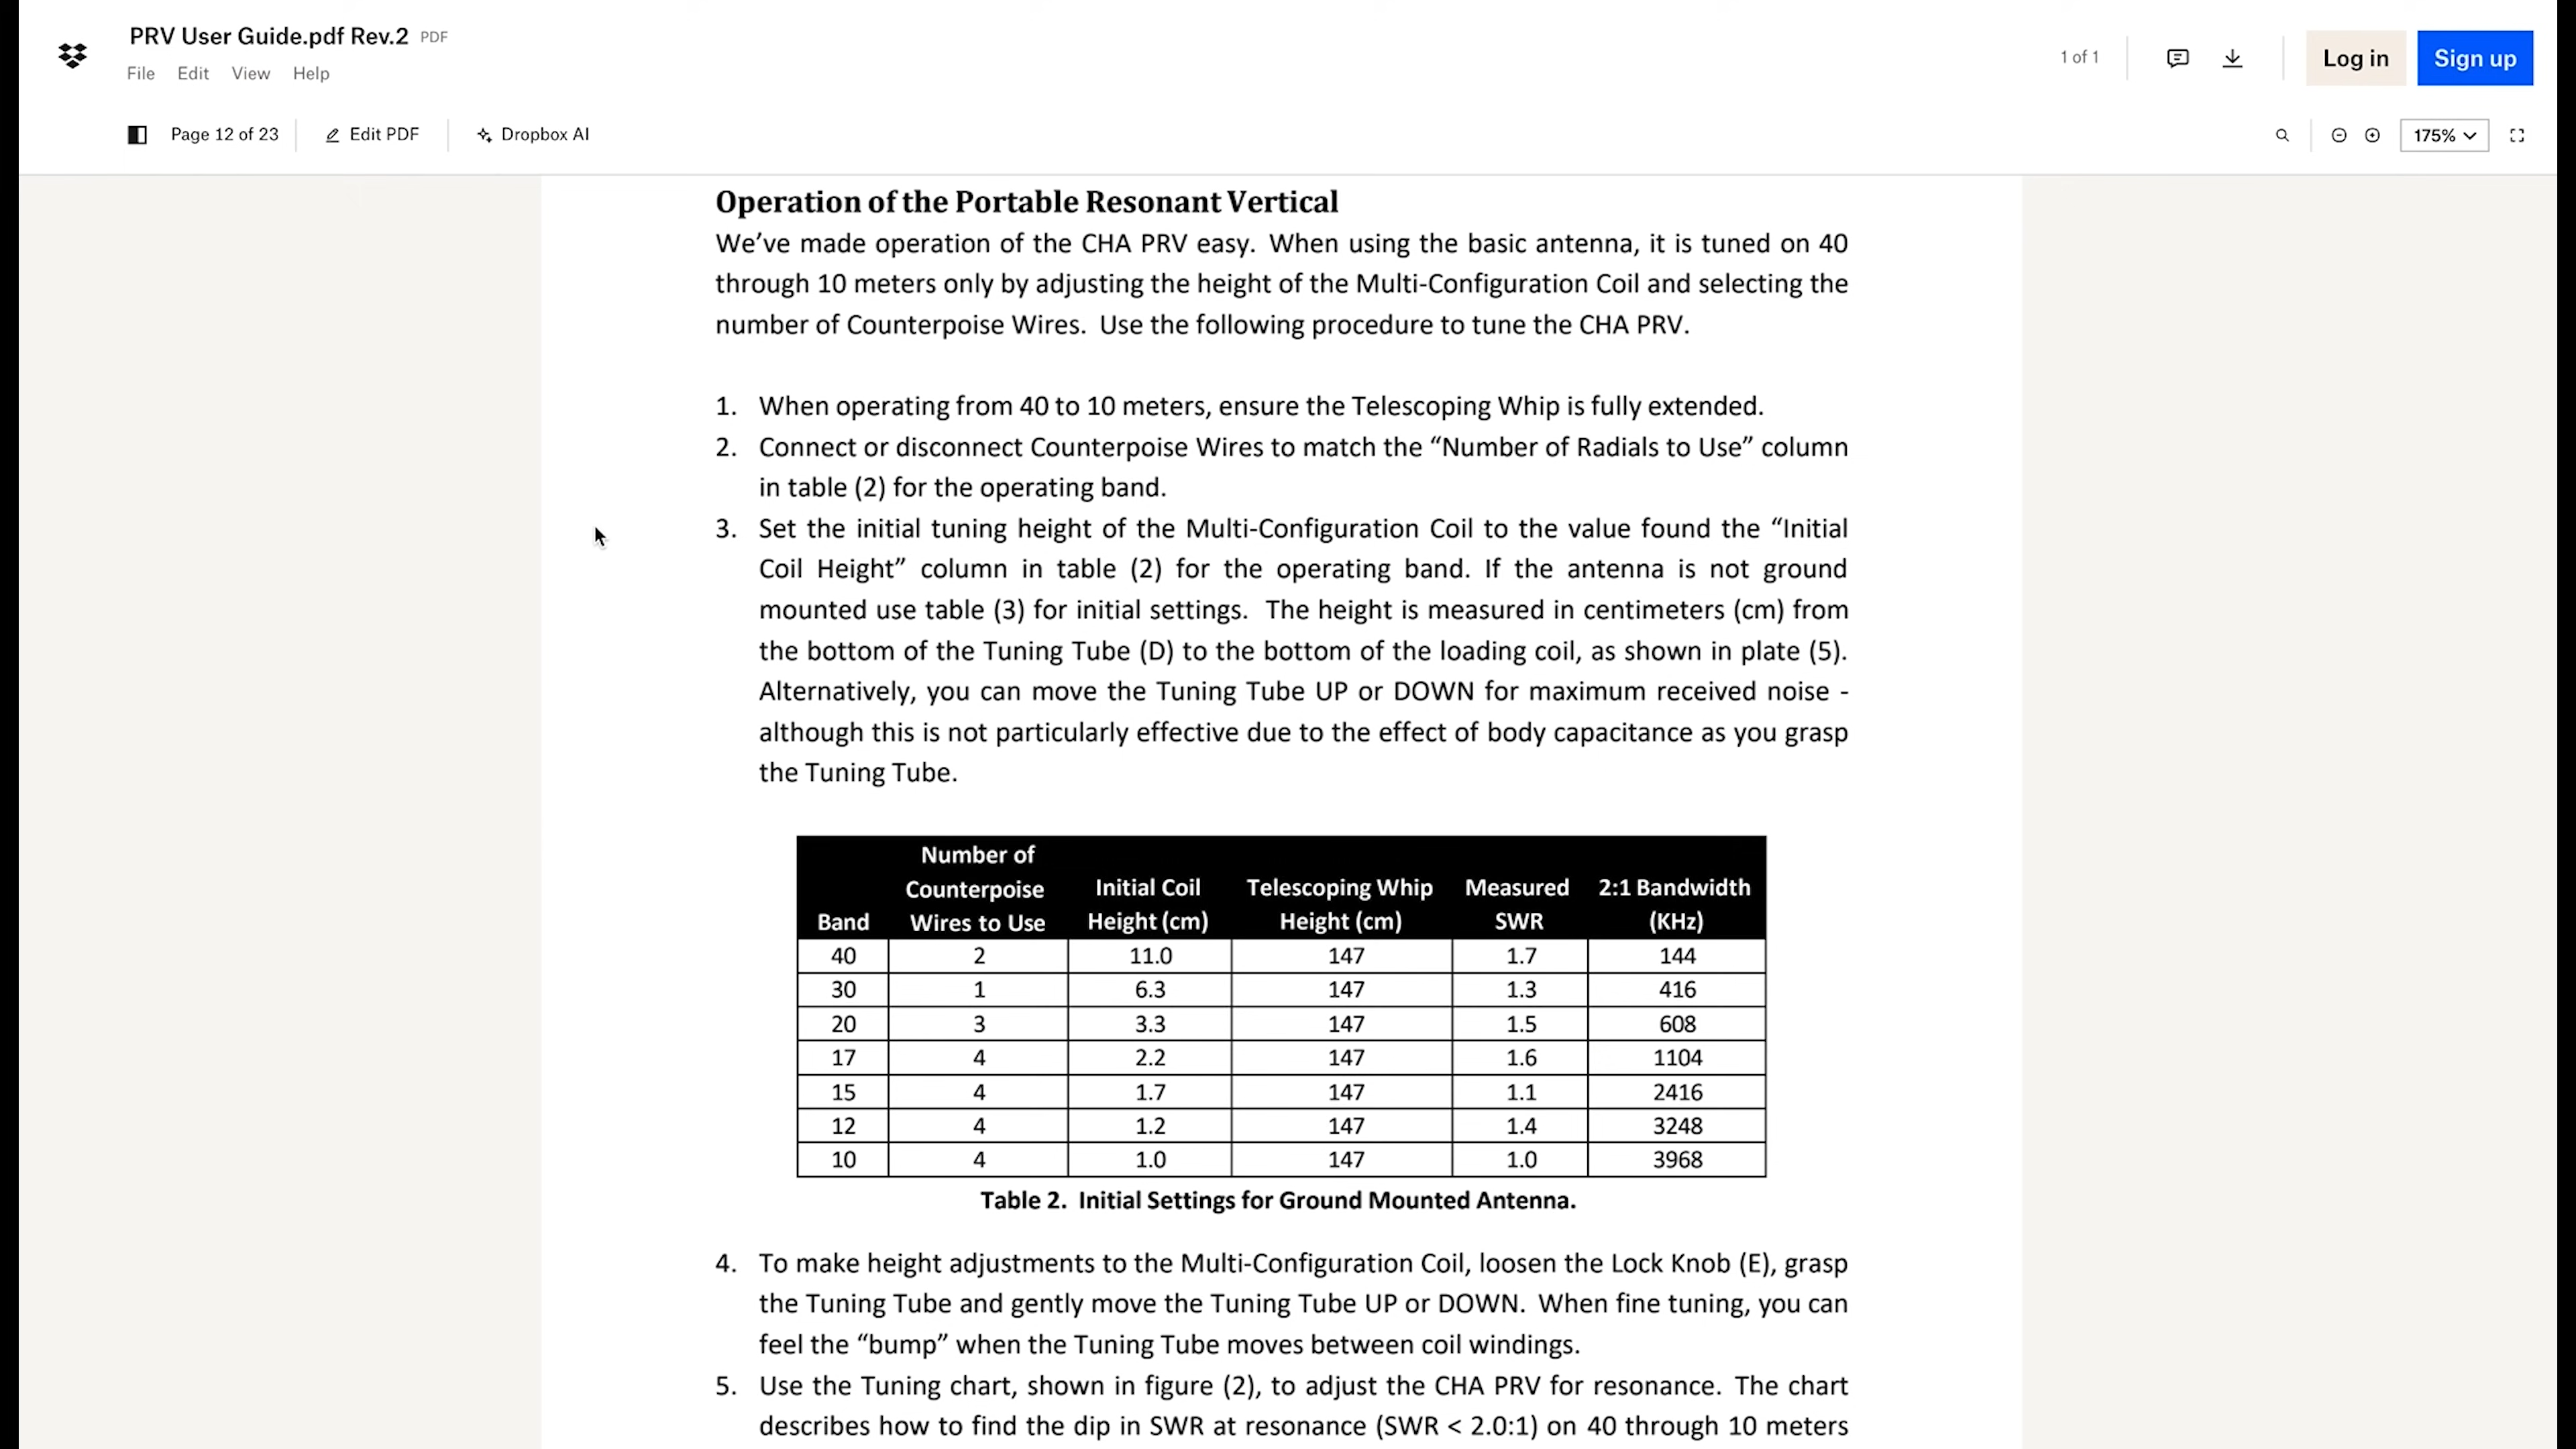 PRV User Guide.pdf Rev.2 PDF
File Edit View Help
1 of 1
Log in
Sign up
Page 12 of 23
Edit PDF
Dropbox AI
175%
Operation of the Portable Resonant Vertical
We’ve made operation of the CHA PRV easy. When using the basic antenna, it is tuned on 40
through 10 meters only by adjusting the height of the Multi-Configuration Coil and selecting the
number of Counterpoise Wires. Use the following procedure to tune the CHA PRV.
1. When operating from 40 to 10 meters, ensure the Telescoping Whip is fully extended.
2. Connect or disconnect Counterpoise Wires to match the “Number of Radials to Use” column
in table (2) for the operating band.
3. Set the initial tuning height of the Multi-Configuration Coil to the value found the “Initial
Coil Height” column in table (2) for the operating band. If the antenna is not ground
mounted use table (3) for initial settings. The height is measured in centimeters (cm) from
the bottom of the Tuning Tube (D) to the bottom of the loading coil, as shown in plate (5).
Alternatively, you can move the Tuning Tube UP or DOWN for maximum received noise -
although this is not particularly effective due to the effect of body capacitance as you grasp
the Tuning Tube.
Number of
Counterpoise Initial Coil Telescoping Whip Measured 2:1 Bandwidth
Band Wires to Use Height (cm) Height (cm) SWR (KHz)
40 2 11.0 147 1.7 144
30 1 6.3 147 1.3 416
20 3 3.3 147 1.5 608
17 4 2.2 147 1.6 1104
15 4 1.7 147 1.1 2416
12 4 1.2 147 1.4 3248
10 4 1.0 147 1.0 3968
Table 2. Initial Settings for Ground Mounted Antenna.
4. To make height adjustments to the Multi-Configuration Coil, loosen the Lock Knob (E), grasp
the Tuning Tube and gently move the Tuning Tube UP or DOWN. When fine tuning, you can
feel the “bump” when the Tuning Tube moves between coil windings.
5. Use the Tuning chart, shown in figure (2), to adjust the CHA PRV for resonance. The chart
describes how to find the dip in SWR at resonance (SWR < 2.0:1) on 40 through 10 meters